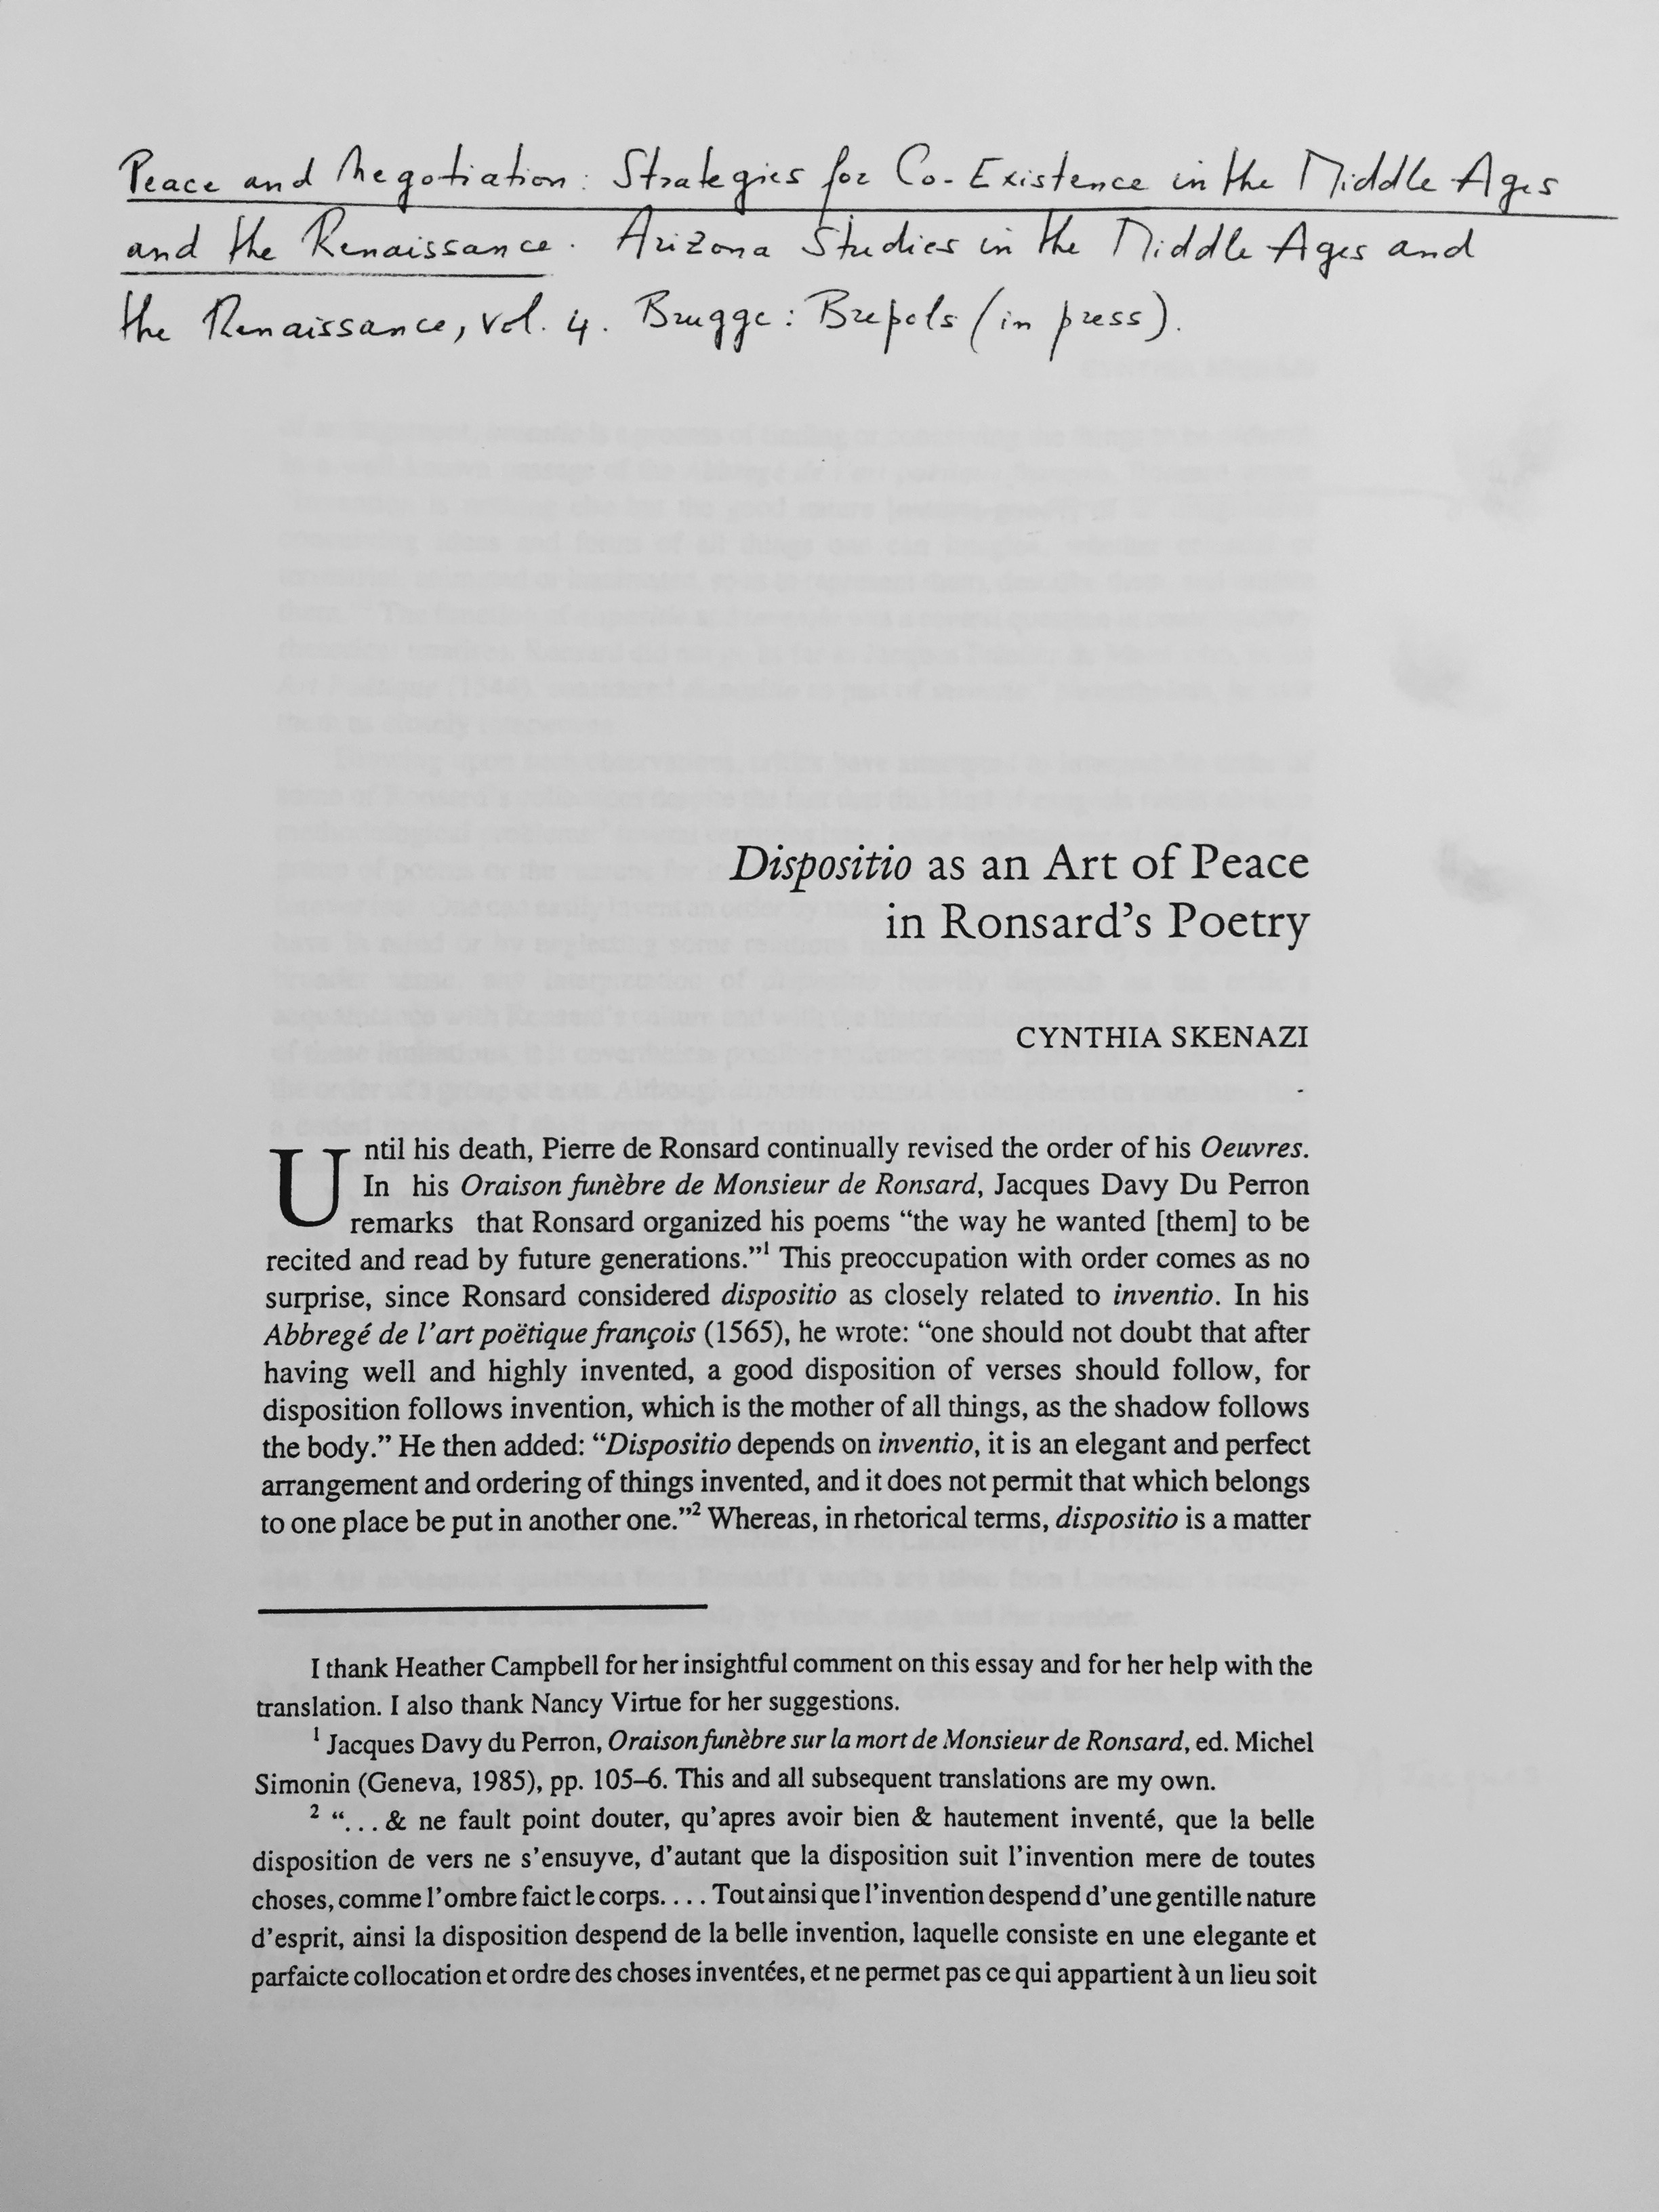 Peace and Negotiation: Strategies for Co-Existence in the Middle Ages
and the Renaissance. Arizona Studies in the Middle Ages and
the Renaissance, vol. 4. Brugge: Brepols (in press).
Dispositio as an Art of Peace
in Ronsard's Poetry
CYNTHIA SKENAZI
Until his death, Pierre de Ronsard continually revised the order of his Oeuvres.
In his Oraison funèbre de Monsieur de Ronsard, Jacques Davy Du Perron
remarks that Ronsard organized his poems “the way he wanted [them] to be
recited and read by future generations.”1 This preoccupation with order comes as no
surprise, since Ronsard considered dispositio as closely related to inventio. In his
Abbregé de l'art poëtique françois (1565), he wrote: “one should not doubt that after
having well and highly invented, a good disposition of verses should follow, for
disposition follows invention, which is the mother of all things, as the shadow follows
the body.” He then added: “Dispositio depends on inventio, it is an elegant and perfect
arrangement and ordering of things invented, and it does not permit that which belongs
to one place be put in another one.”2 Whereas, in rhetorical terms, dispositio is a matter
I thank Heather Campbell for her insightful comment on this essay and for her help with the
translation. I also thank Nancy Virtue for her suggestions.
1 Jacques Davy du Perron, Oraison funèbre sur la mort de Monsieur de Ronsard, ed. Michel
Simonin (Geneva, 1985), pp. 105–6. This and all subsequent translations are my own.
2 “. . . & ne fault point douter, qu'apres avoir bien & hautement inventé, que la belle
disposition de vers ne s'ensuyve, d'autant que la disposition suit l'invention mere de toutes
choses, comme l'ombre faict le corps. . . . Tout ainsi que l'invention despend d'une gentille nature
d'esprit, ainsi la disposition despend de la belle invention, laquelle consiste en une elegante et
parfaicte collocation et ordre des choses inventées, et ne permet pas ce qui appartient à un lieu soit